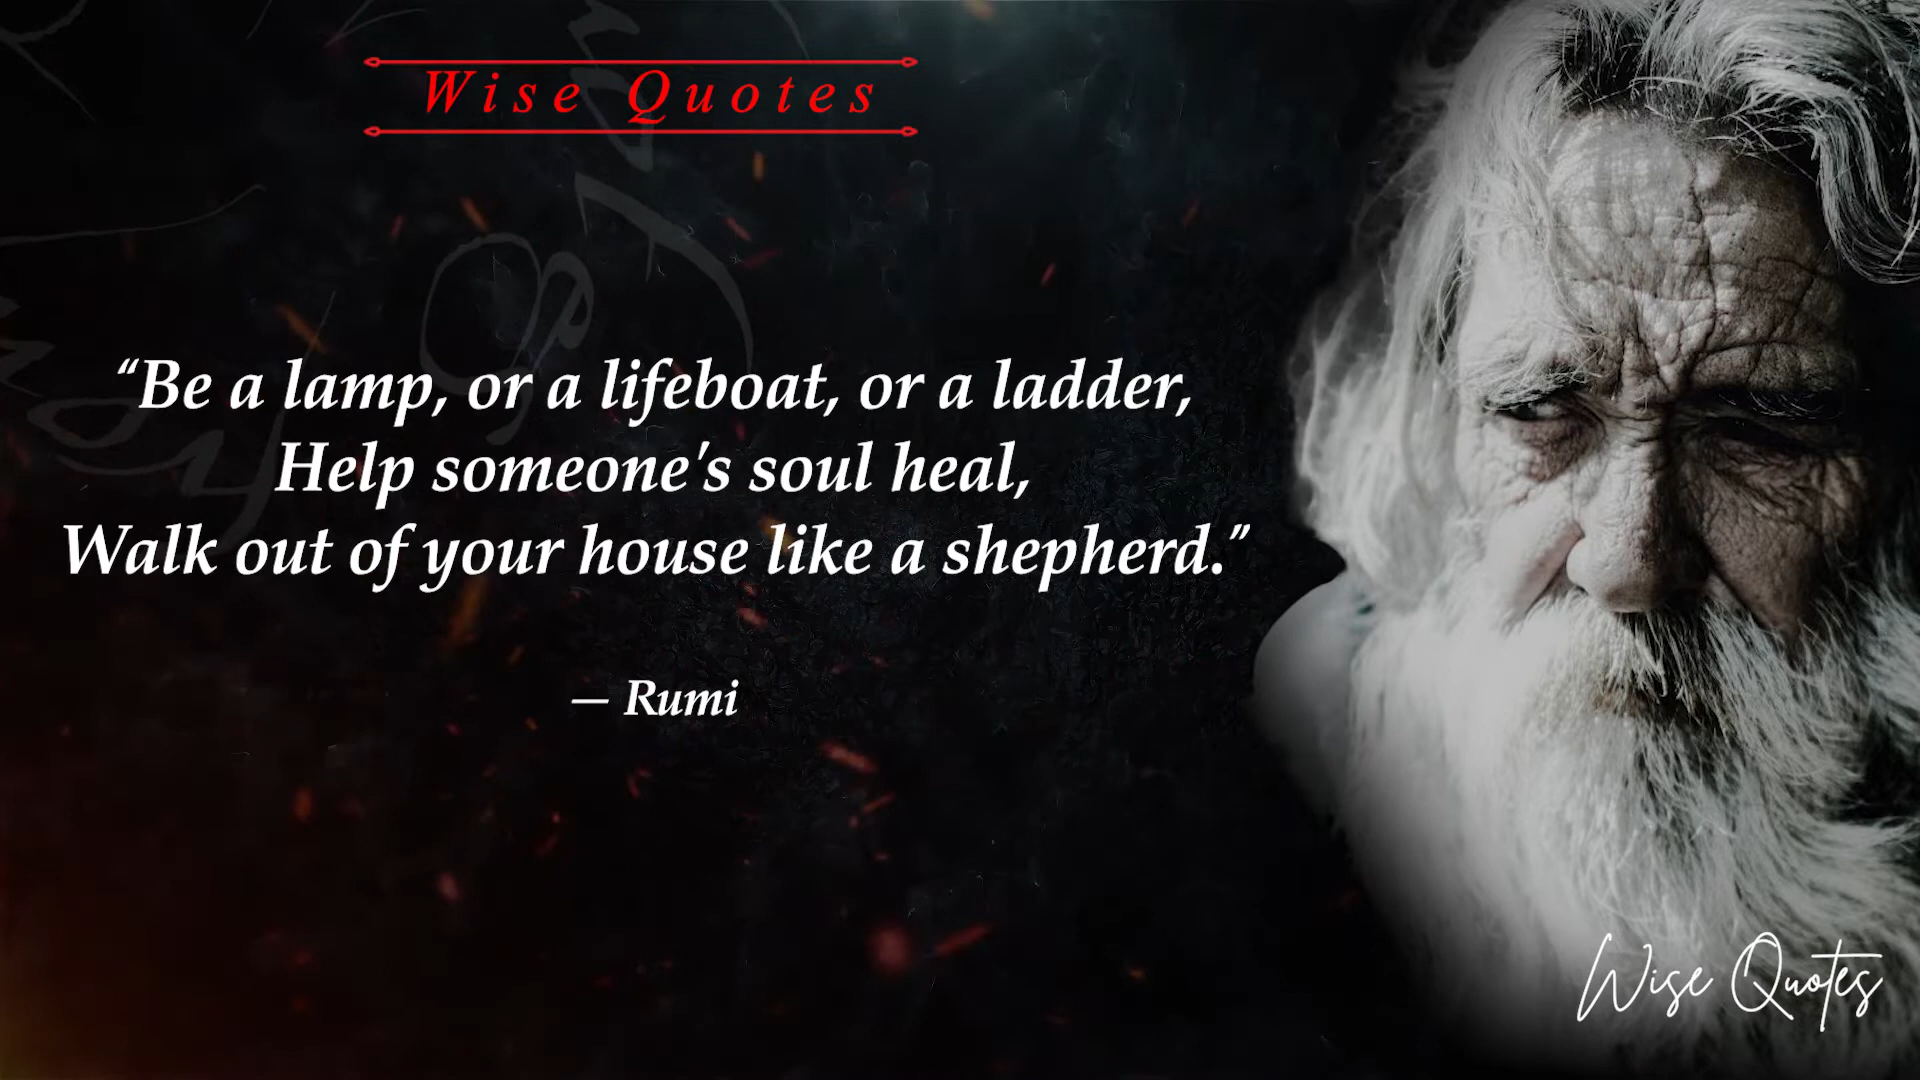 Wise Quotes
“Be a lamp, or a lifeboat, or a ladder,
Help someone's soul heal,
Walk out of your house like a shepherd.”
— Rumi
Wise Quotes